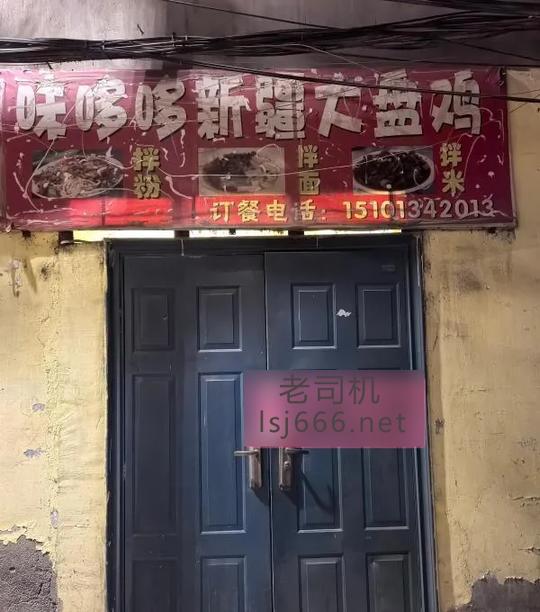 味哆哆新疆大盘鸡
拌粉
拌面
拌米
订餐电话：15101342013
老司机
lsj666.net